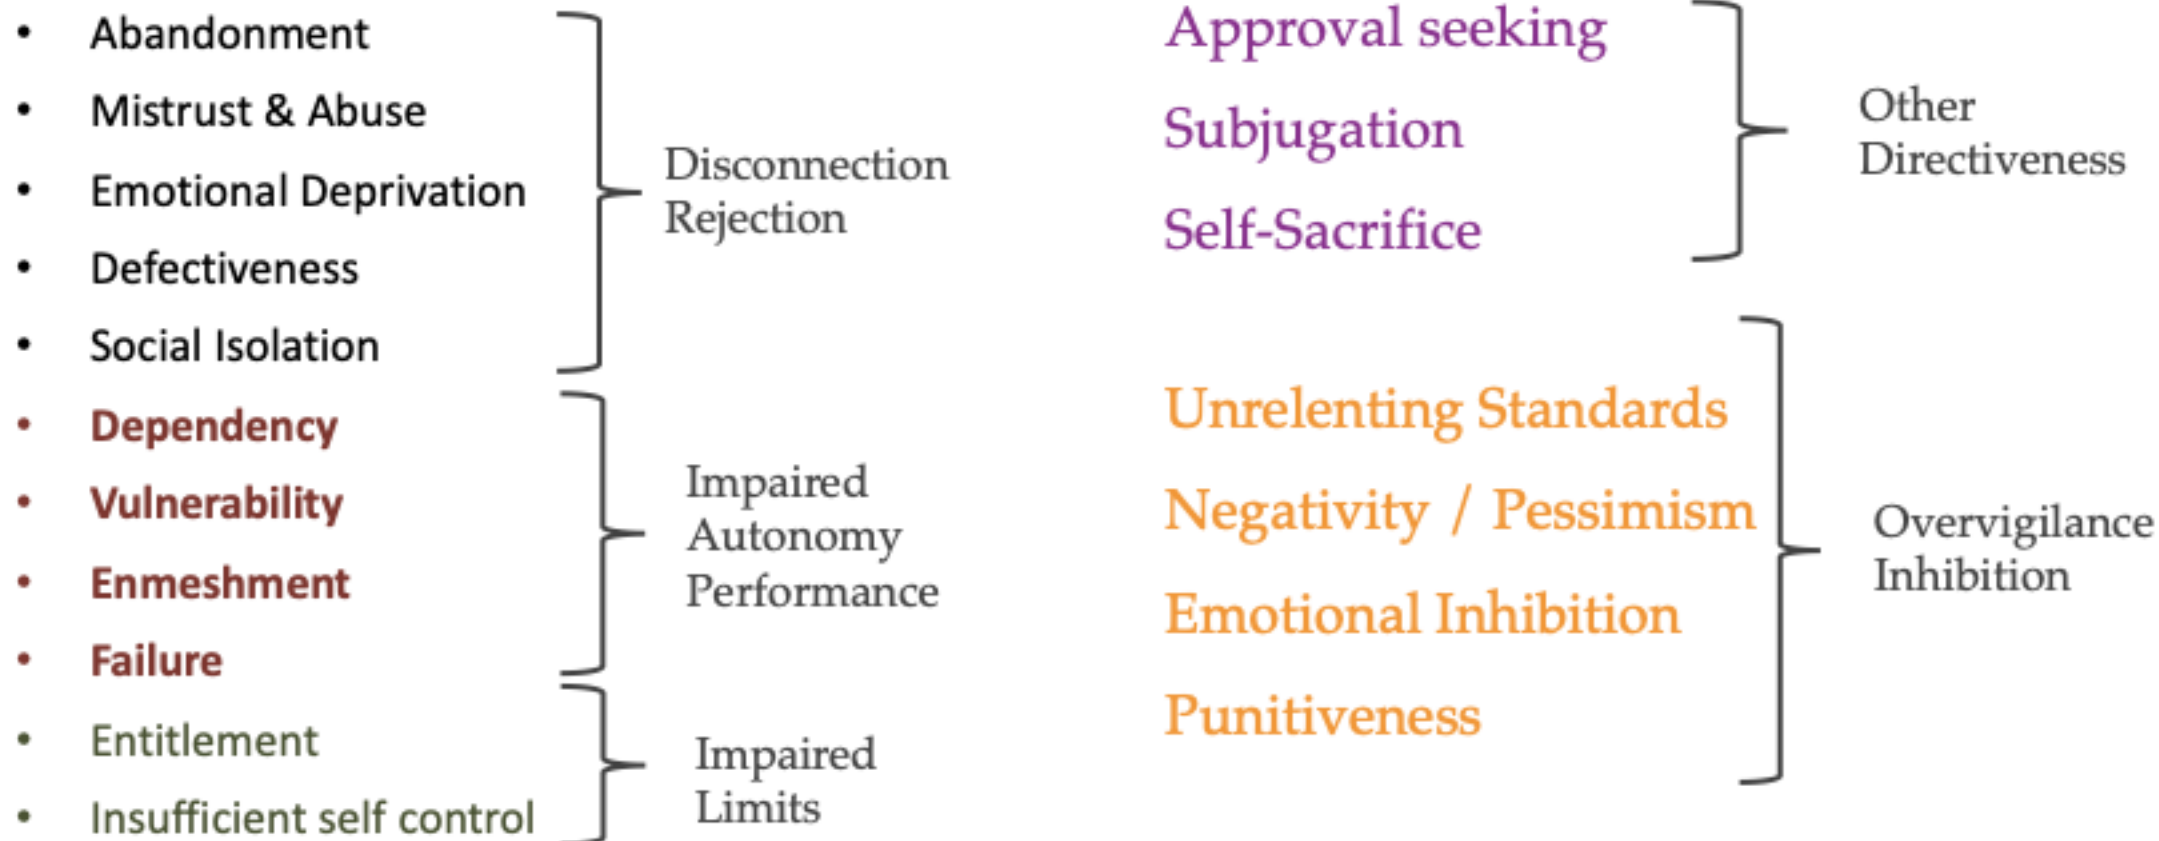 • Abandonment
• Mistrust & Abuse
• Emotional Deprivation
• Defectiveness
• Social Isolation
Disconnection
Rejection
• Dependency
• Vulnerability
• Enmeshment
• Failure
Impaired
Autonomy
Performance
• Entitlement
• Insufficient self control
Impaired
Limits
Approval seeking
Subjugation
Self-Sacrifice
Other
Directiveness
Unrelenting Standards
Negativity / Pessimism
Emotional Inhibition
Punitiveness
Overvigilance
Inhibition